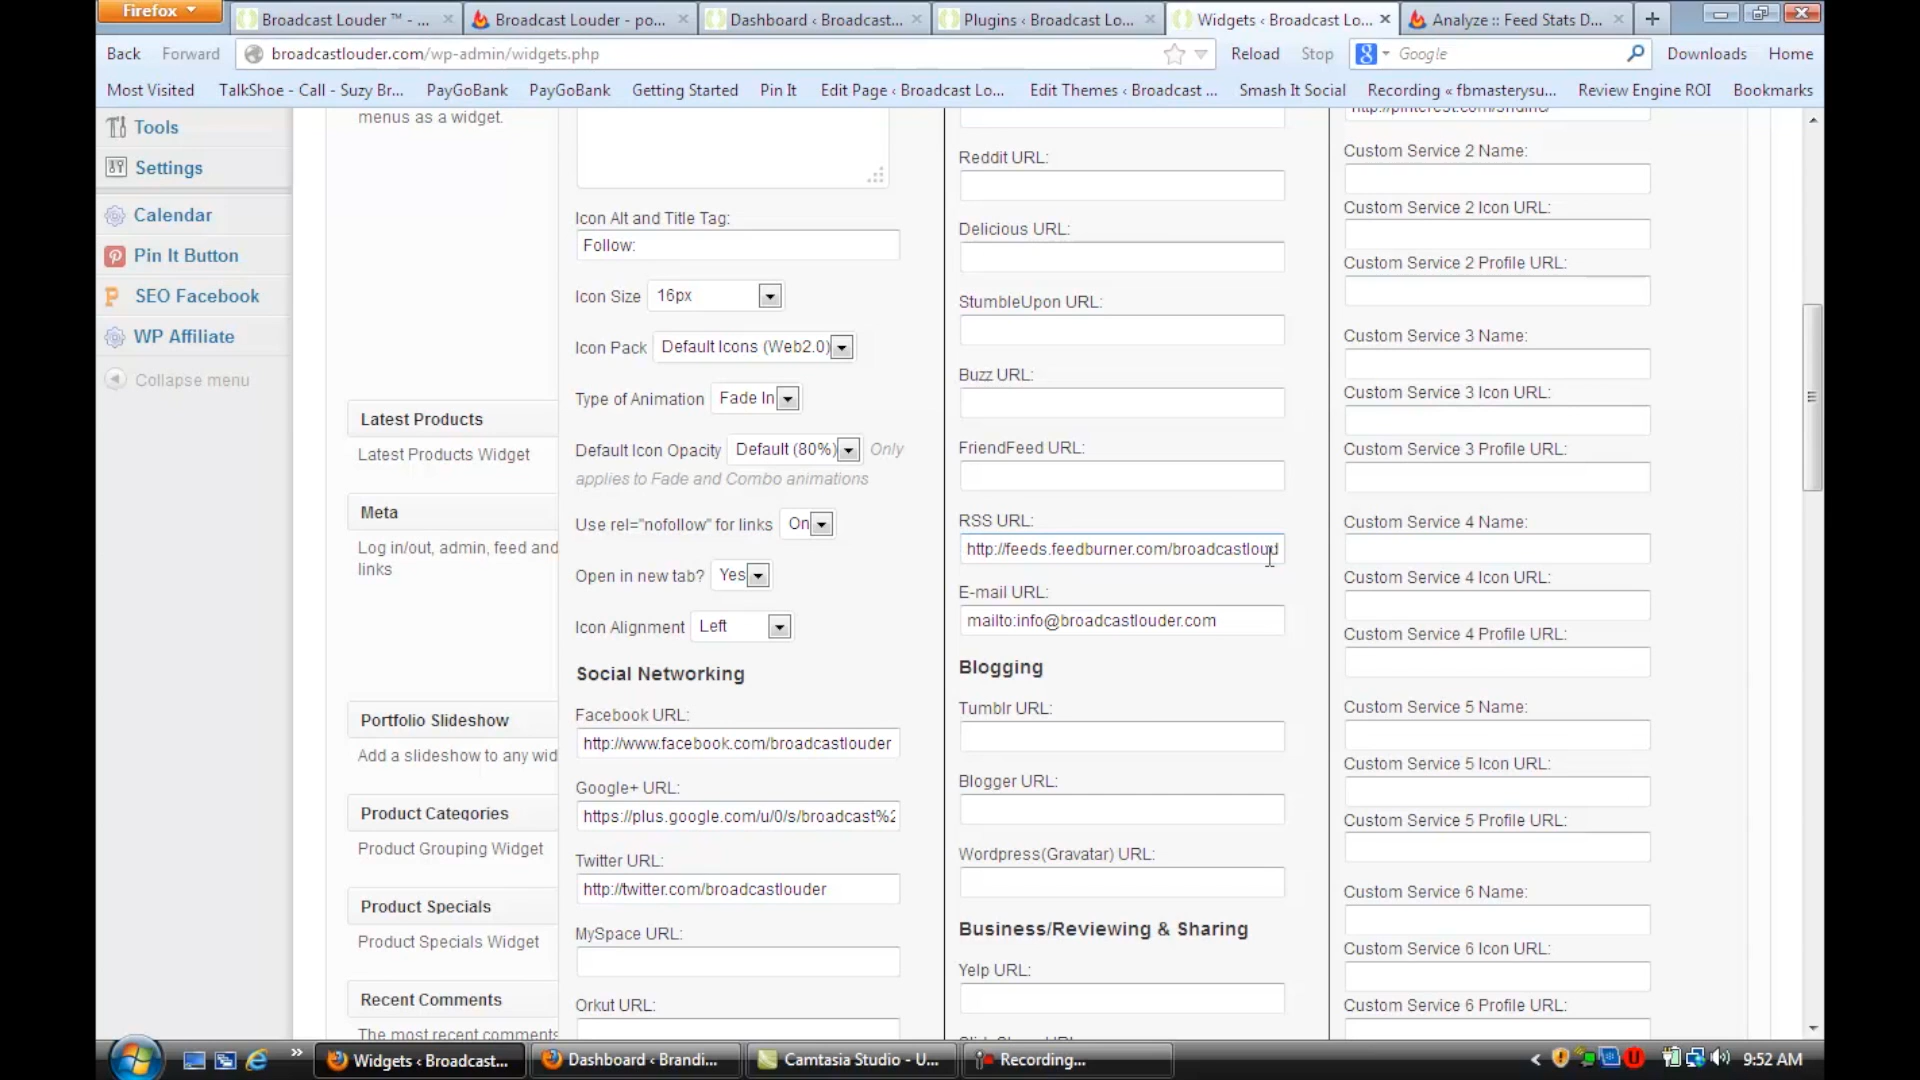 Firefox
Broadcast Louder ™ - ...
Broadcast Louder - po...
Dashboard ‹ Broadcast...
Plugins ‹ Broadcast Lo...
Widgets ‹ Broadcast Lo...
Analyze :: Feed Stats D...
Back
Forward
broadcastlouder.com/wp-admin/widgets.php
Reload
Stop
Google
Downloads
Home
Most Visited
TalkShoe - Call - Suzy Br...
PayGoBank
PayGoBank
Getting Started
Pin It
Edit Page ‹ Broadcast Lo...
Edit Themes ‹ Broadcast ...
Smash It Social
Recording « fbmasterysu...
Review Engine ROI
Bookmarks
Tools
Settings
Calendar
Pin It Button
SEO Facebook
WP Affiliate
Collapse menu
menus as a widget.
Latest Products
Latest Products Widget
Meta
Log in/out, admin, feed and
links
Portfolio Slideshow
Add a slideshow to any wid
Product Categories
Product Grouping Widget
Product Specials
Product Specials Widget
Recent Comments
The most recent comments
Icon Alt and Title Tag:
Follow:
Icon Size 16px
Icon Pack Default Icons (Web2.0)
Type of Animation Fade In
Default Icon Opacity Default (80%) Only
applies to Fade and Combo animations
Use rel="nofollow" for links On
Open in new tab? Yes
Icon Alignment Left
Social Networking
Facebook URL:
http://www.facebook.com/broadcastlouder
Google+ URL:
https://plus.google.com/u/0/s/broadcast%2
Twitter URL:
http://twitter.com/broadcastlouder
MySpace URL:
Orkut URL:
Reddit URL:
Delicious URL:
StumbleUpon URL:
Buzz URL:
FriendFeed URL:
RSS URL:
http://feeds.feedburner.com/broadcastloud
E-mail URL:
mailto:info@broadcastlouder.com
Blogging
Tumblr URL:
Blogger URL:
Wordpress(Gravatar) URL:
Business/Reviewing & Sharing
Yelp URL:
Custom Service 2 Name:
Custom Service 2 Icon URL:
Custom Service 2 Profile URL:
Custom Service 3 Name:
Custom Service 3 Icon URL:
Custom Service 3 Profile URL:
Custom Service 4 Name:
Custom Service 4 Icon URL:
Custom Service 4 Profile URL:
Custom Service 5 Name:
Custom Service 5 Icon URL:
Custom Service 5 Profile URL:
Custom Service 6 Name:
Custom Service 6 Icon URL:
Custom Service 6 Profile URL:
Widgets ‹ Broadcast...
Dashboard ‹ Brandi...
Camtasia Studio - U...
Recording...
9:52 AM